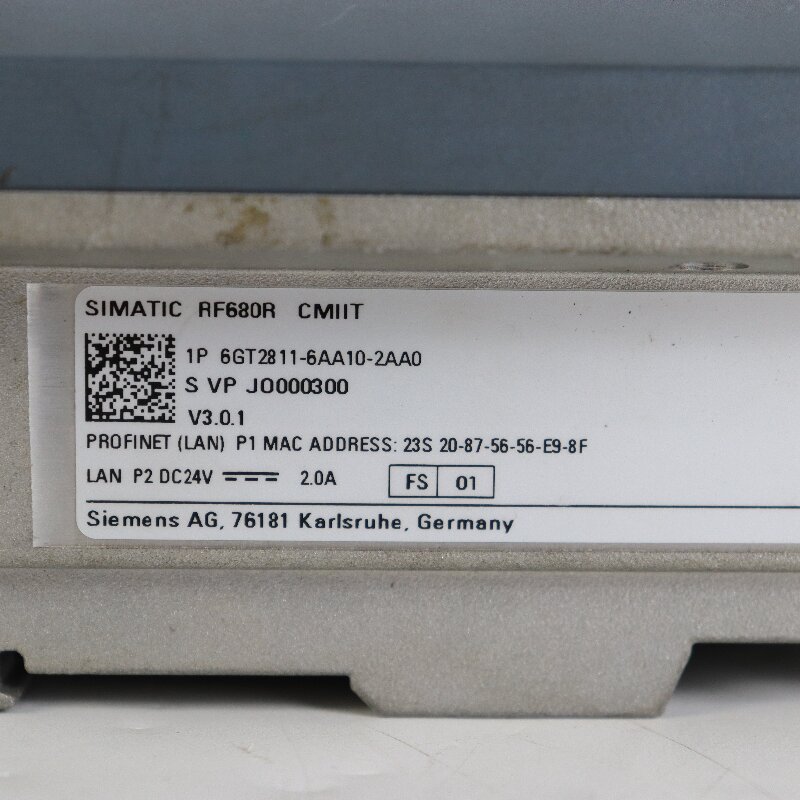 SIMATIC RF680R CMIIT
1P 6GT2811-6AA10-2AA0
S VP JO000300
V3.0.1
PROFINET (LAN) P1 MAC ADDRESS: 23S 20-87-56-56-E9-8F
LAN P2 DC24V 2.0A FS 01
Siemens AG, 76181 Karlsruhe, Germany